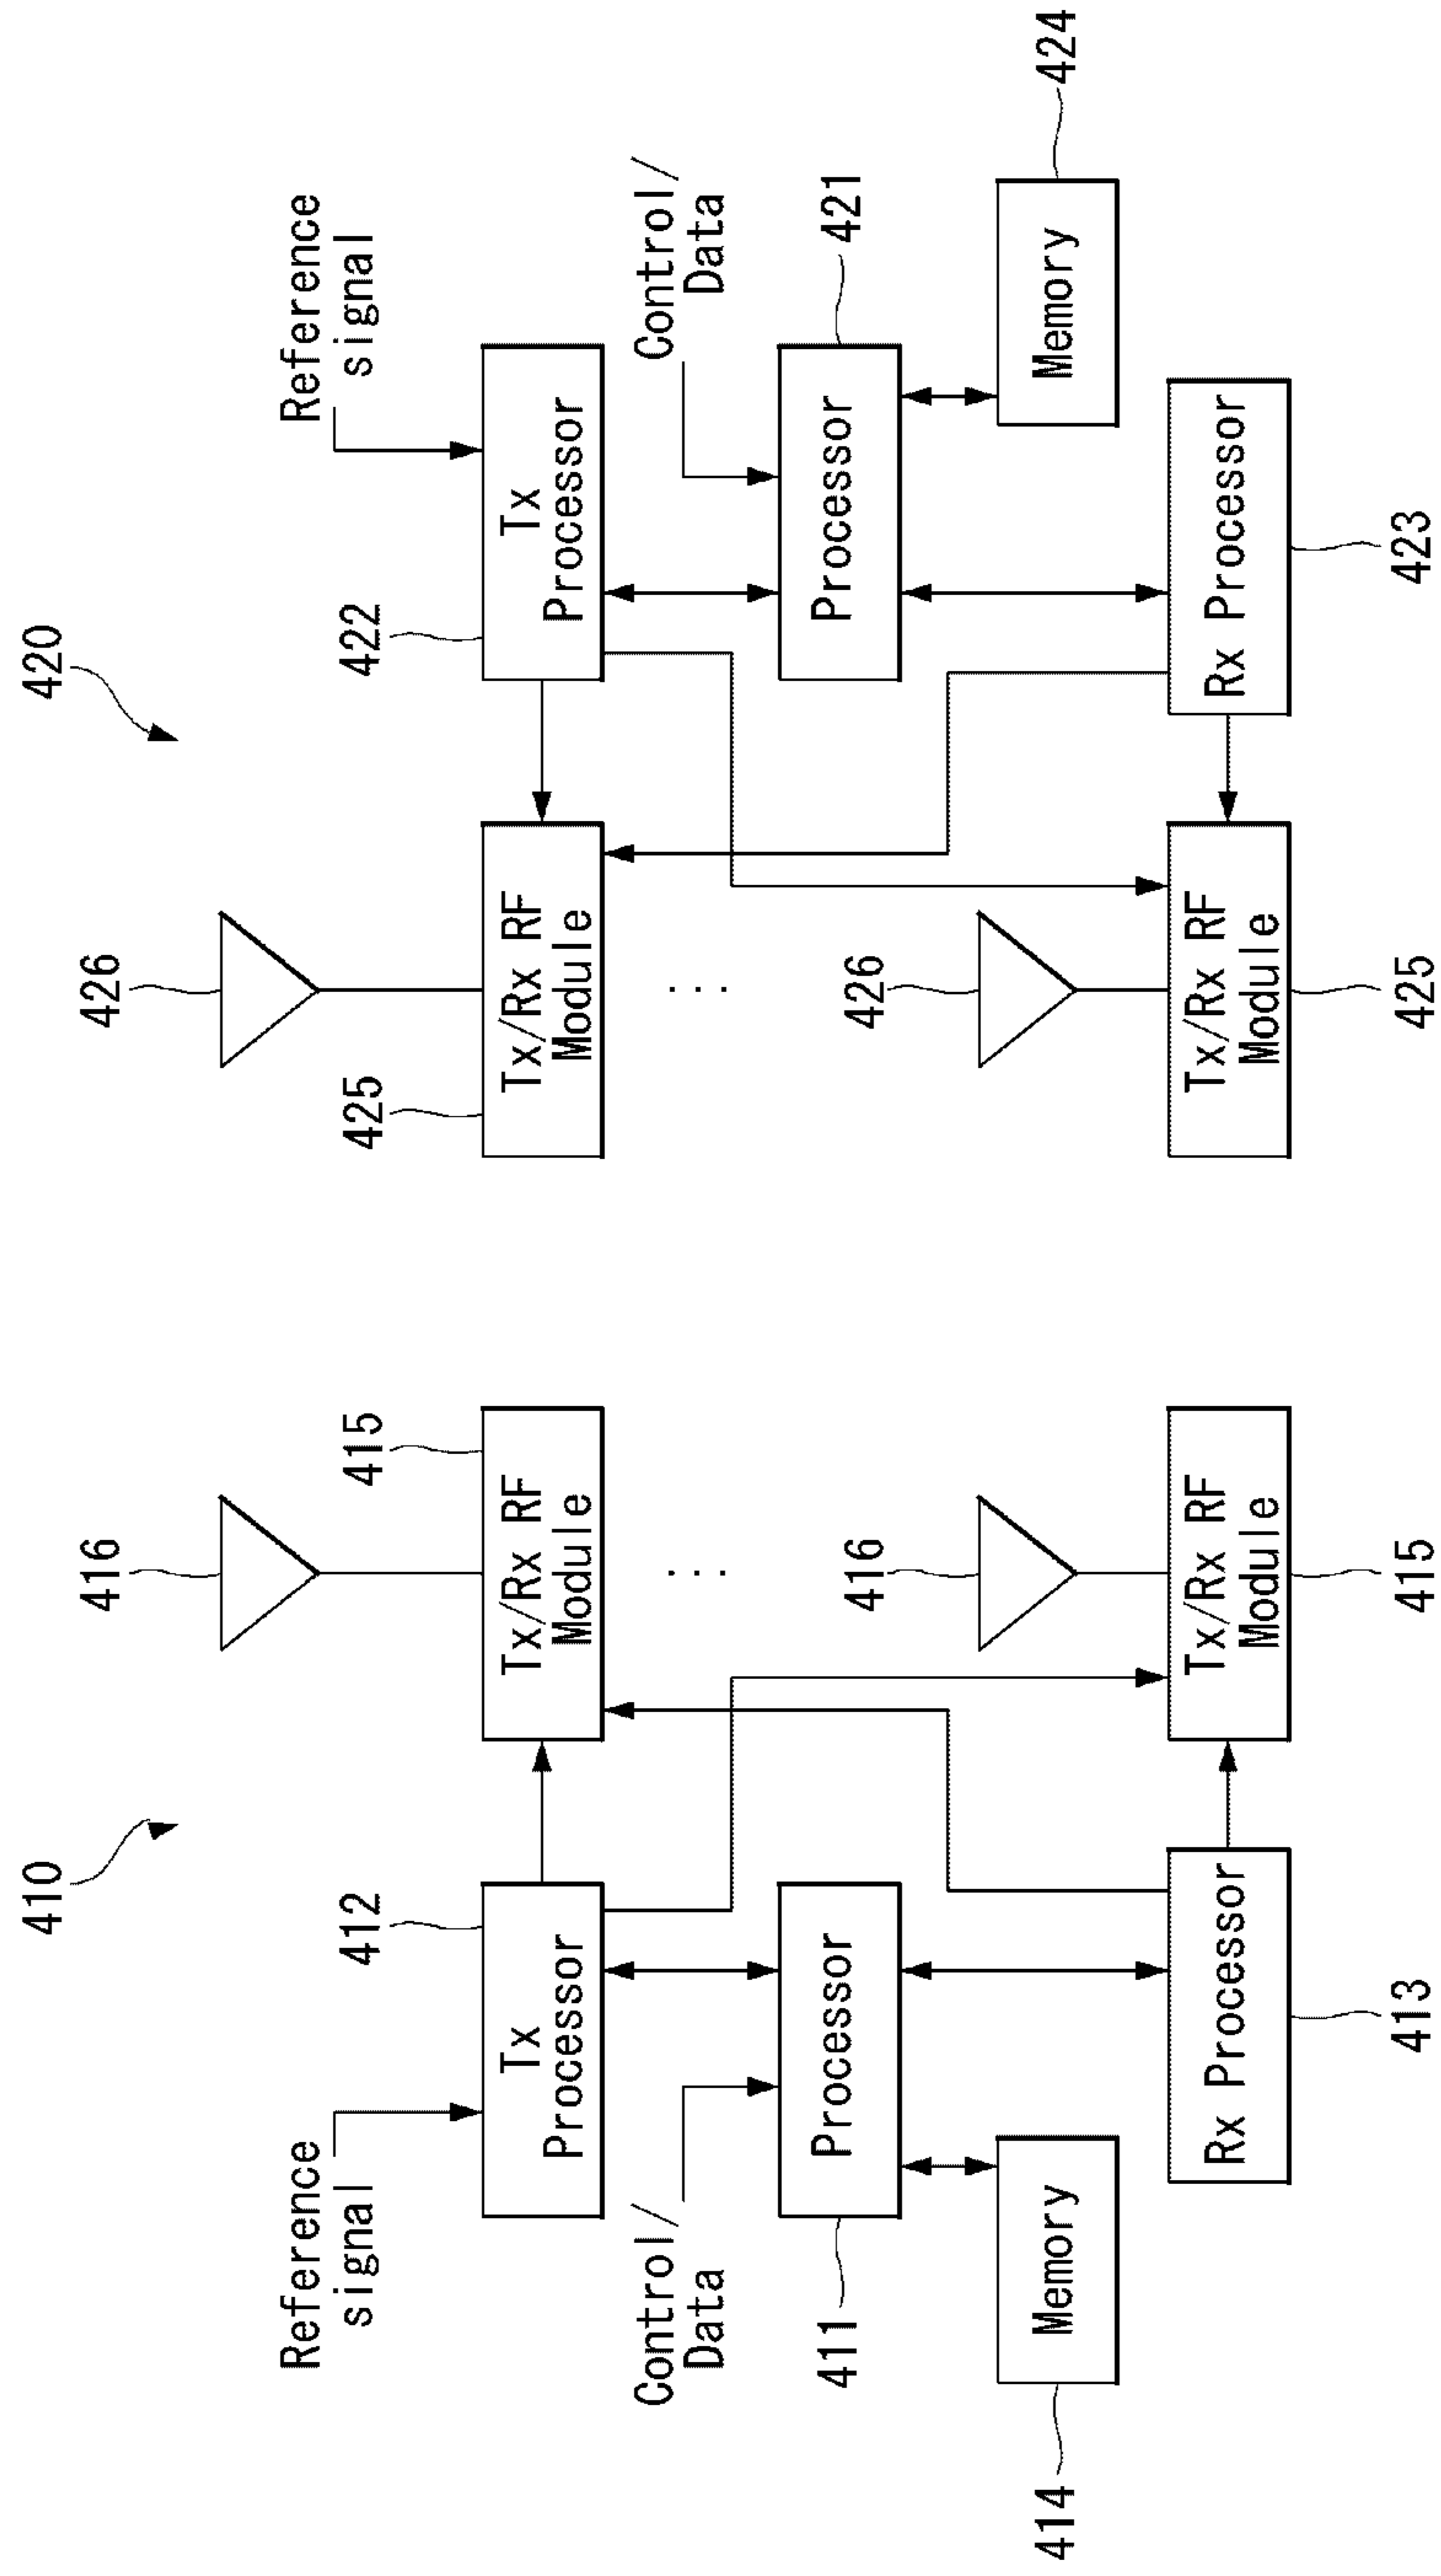 410
420
416
426
Reference
signal
412
415
425
422
Reference
signal
Tx
Processor
Tx/Rx RF
Module
Tx/Rx RF
Module
Tx
Processor
Control/
Data
...
...
Control/
Data
411
Processor
416
426
Processor
421
414
Memory
Memory
424
Rx Processor
Tx/Rx RF
Module
Tx/Rx RF
Module
Rx Processor
413
415
425
423